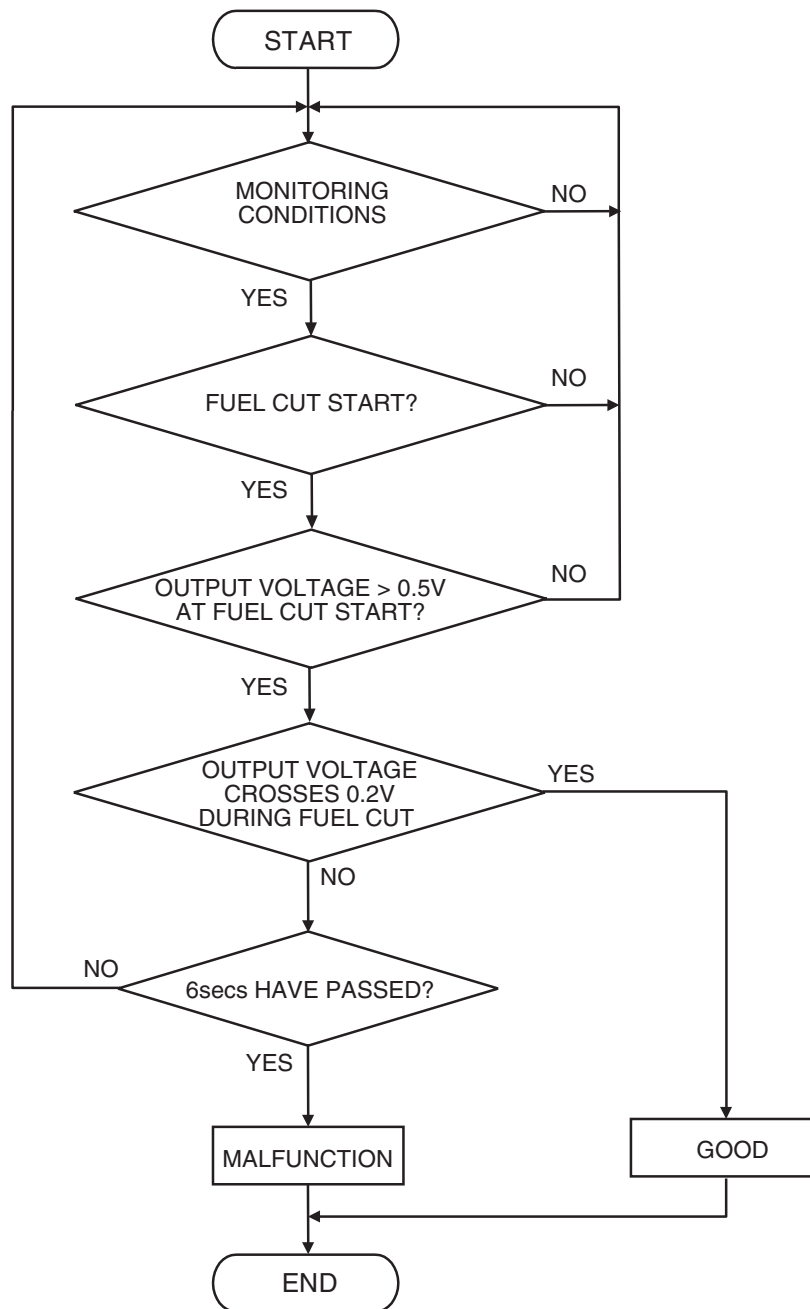 START
MONITORING
CONDITIONS
NO
YES
FUEL CUT START?
NO
YES
OUTPUT VOLTAGE > 0.5V
AT FUEL CUT START?
NO
YES
OUTPUT VOLTAGE
CROSSES 0.2V
DURING FUEL CUT
YES
NO
6secs HAVE PASSED?
NO
YES
MALFUNCTION
GOOD
END